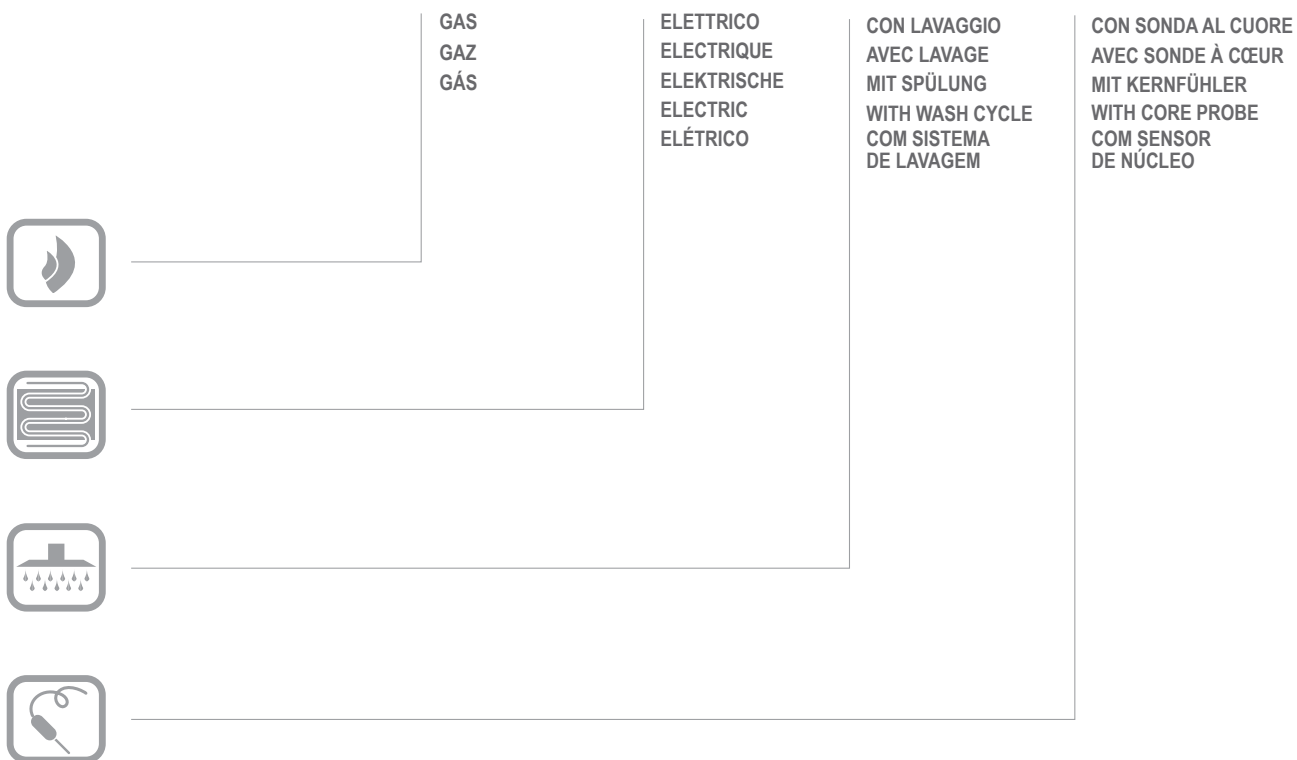 GAS
GAZ
GÁS
ELETTRICO
ELECTRIQUE
ELEKTRISCHE
ELECTRIC
ELÉTRICO
CON LAVAGGIO
AVEC LAVAGE
MIT SPÜLUNG
WITH WASH CYCLE
COM SISTEMA
DE LAVAGEM
CON SONDA AL CUORE
AVEC SONDE À CŒUR
MIT KERNFÜHLER
WITH CORE PROBE
COM SENSOR
DE NÚCLEO